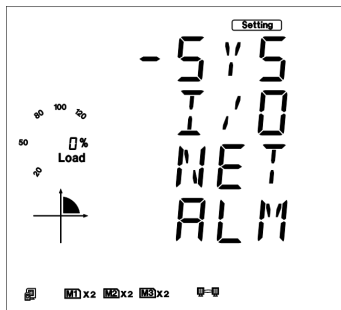 Setting
- SYS
I/O
NET
ALM
20
50
80
100
120
0%
Load
M1 X2 M2 X2 M3 X2